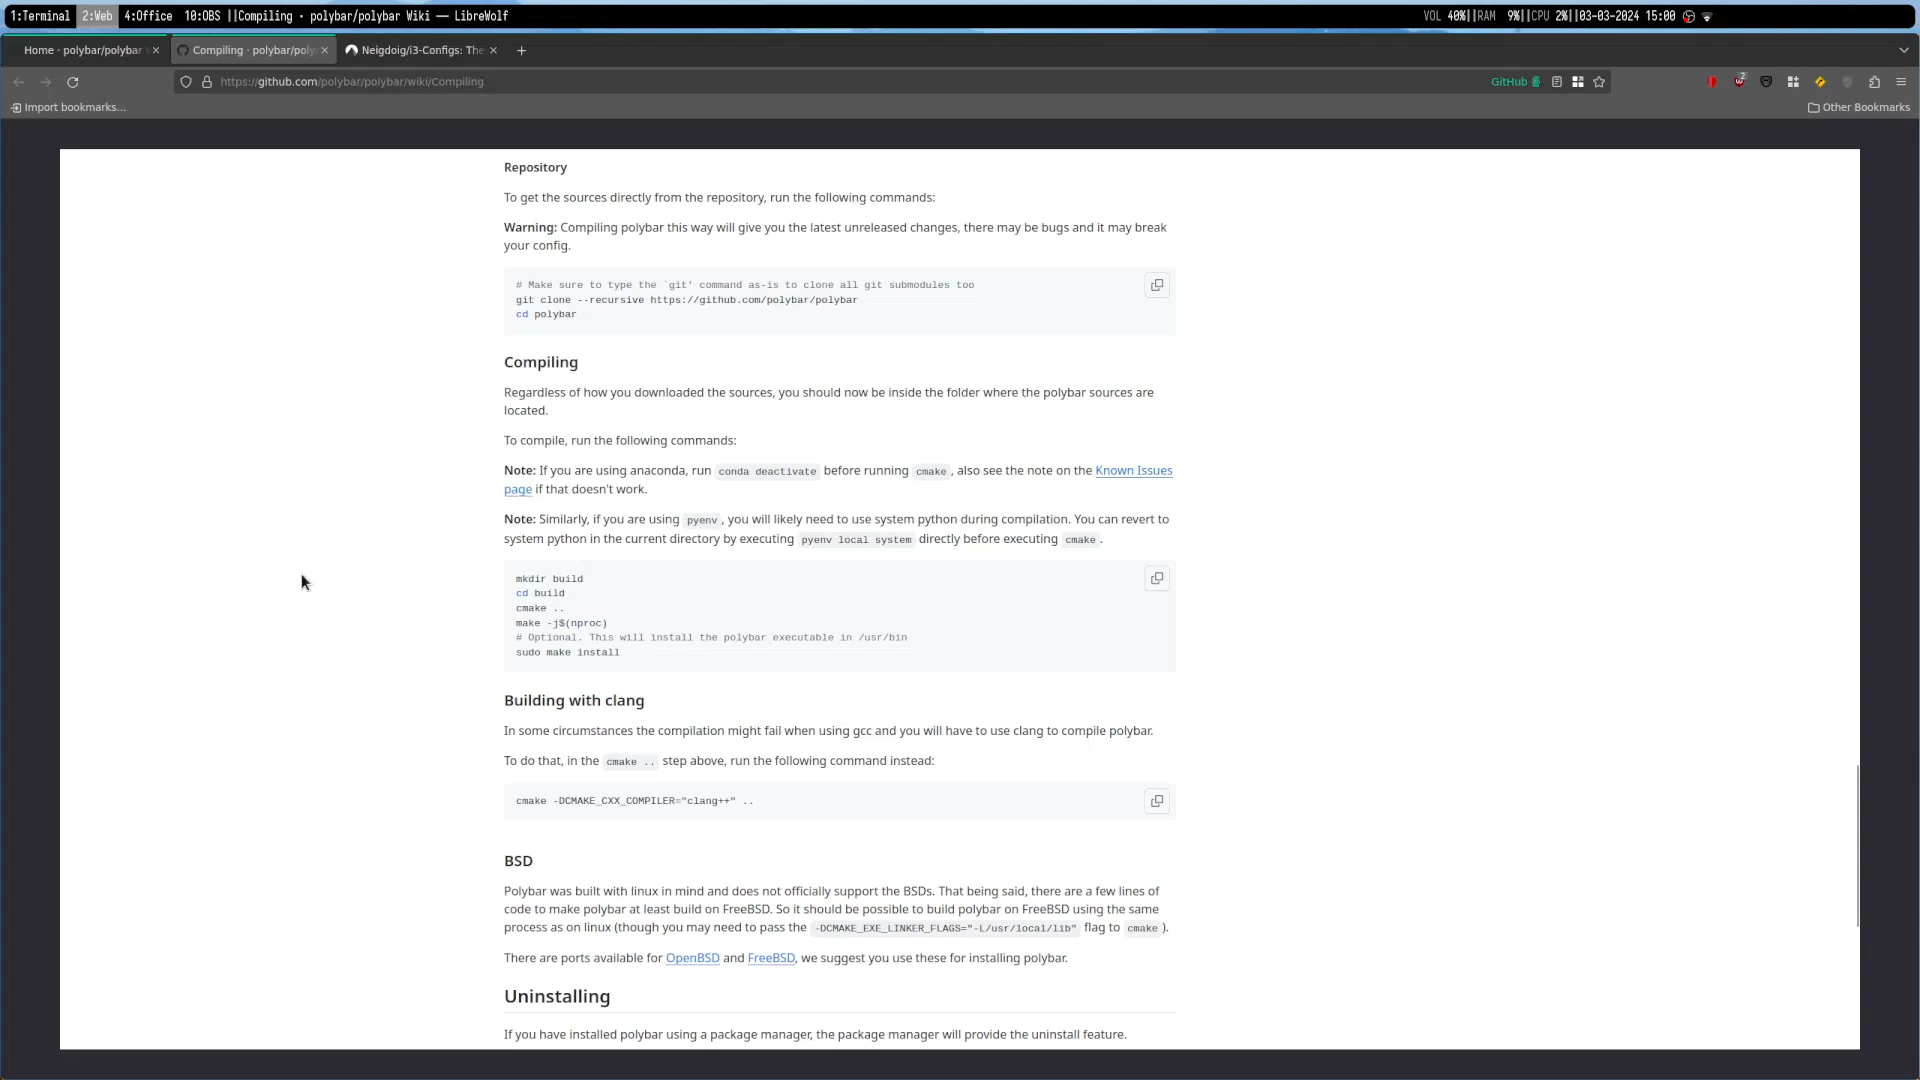 1:Terminal 2:Web 4:Office 10:OBS ||Compiling · polybar/polybar Wiki — LibreWolf
VOL 40%||RAM 9%||CPU 2%||03-03-2024 15:00
Home · polybar/polybar
Compiling · polybar/poly
Neigdoig/i3-Configs: The
https://github.com/polybar/polybar/wiki/Compiling
GitHub
2
Import bookmarks...
Other Bookmarks
Repository
To get the sources directly from the repository, run the following commands:
Warning: Compiling polybar this way will give you the latest unreleased changes, there may be bugs and it may break
your config.
# Make sure to type the `git' command as-is to clone all git submodules too
git clone --recursive https://github.com/polybar/polybar
cd polybar
Compiling
Regardless of how you downloaded the sources, you should now be inside the folder where the polybar sources are
located.
To compile, run the following commands:
Note: If you are using anaconda, run conda deactivate before running cmake, also see the note on the Known Issues
page if that doesn't work.
Note: Similarly, if you are using pyenv, you will likely need to use system python during compilation. You can revert to
system python in the current directory by executing pyenv local system directly before executing cmake.
mkdir build
cd build
cmake ..
make -j$(nproc)
# Optional. This will install the polybar executable in /usr/bin
sudo make install
Building with clang
In some circumstances the compilation might fail when using gcc and you will have to use clang to compile polybar.
To do that, in the cmake .. step above, run the following command instead:
cmake -DCMAKE_CXX_COMPILER="clang++" ..
BSD
Polybar was built with linux in mind and does not officially support the BSDs. That being said, there are a few lines of
code to make polybar at least build on FreeBSD. So it should be possible to build polybar on FreeBSD using the same
process as on linux (though you may need to pass the -DCMAKE_EXE_LINKER_FLAGS="-L/usr/local/lib" flag to cmake).
There are ports available for OpenBSD and FreeBSD, we suggest you use these for installing polybar.
Uninstalling
If you have installed polybar using a package manager, the package manager will provide the uninstall feature.